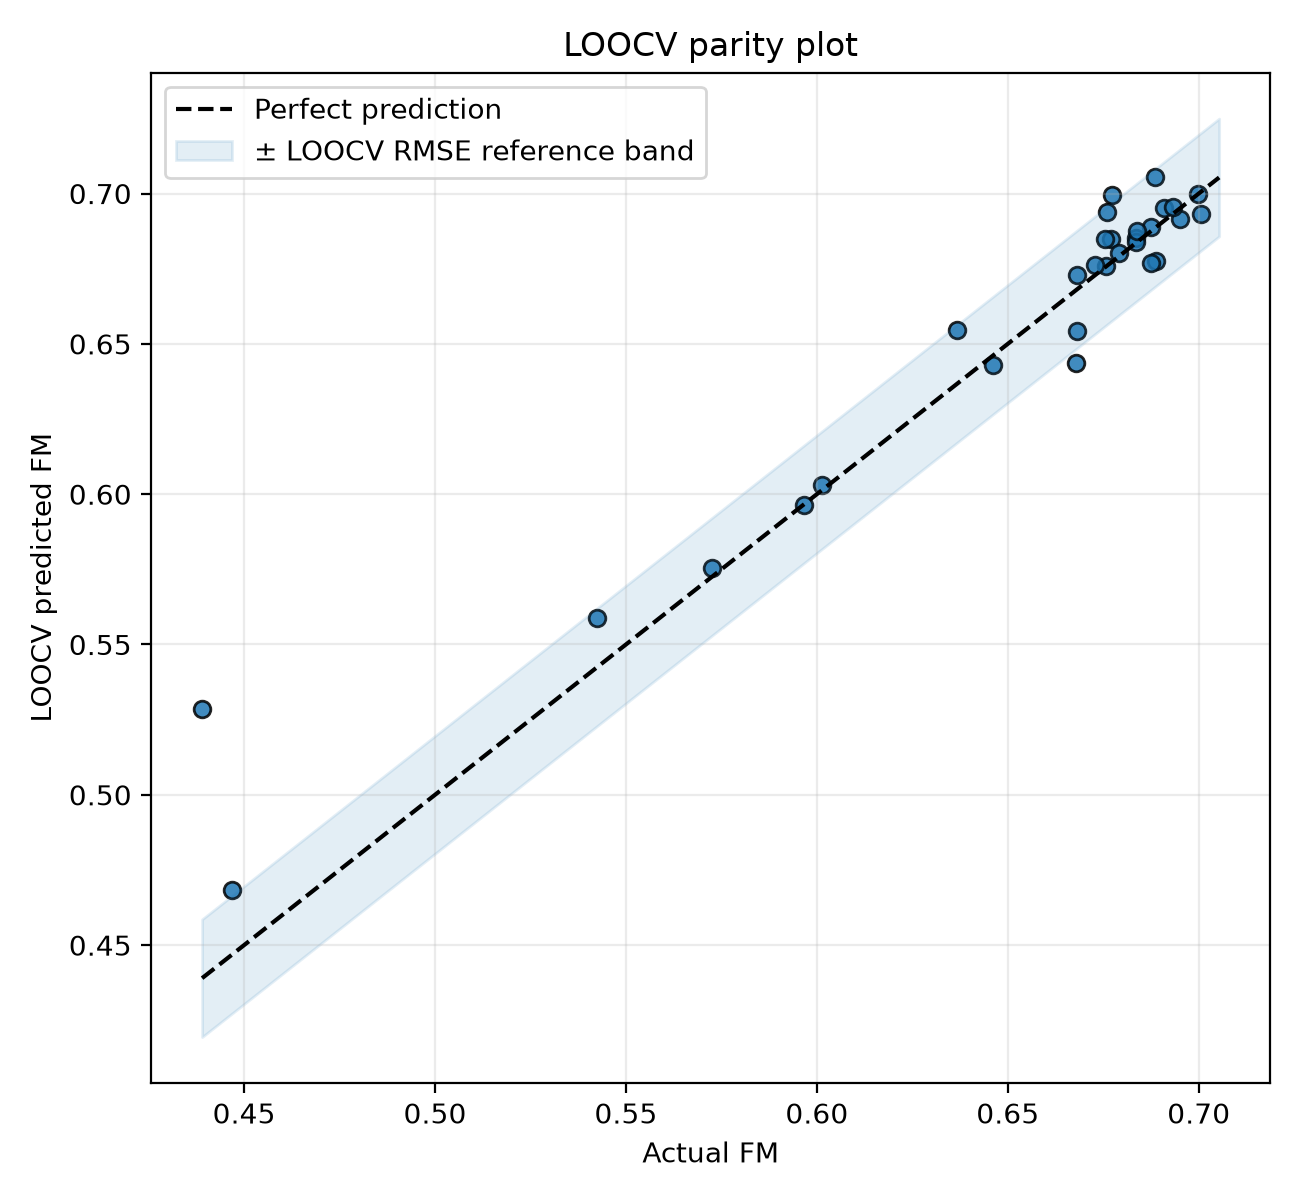 LOOCV parity plot
Perfect prediction
± LOOCV RMSE reference band
LOOCV predicted FM
0.70
0.65
0.60
0.55
0.50
0.45
0.45 0.50 0.55 0.60 0.65 0.70
Actual FM